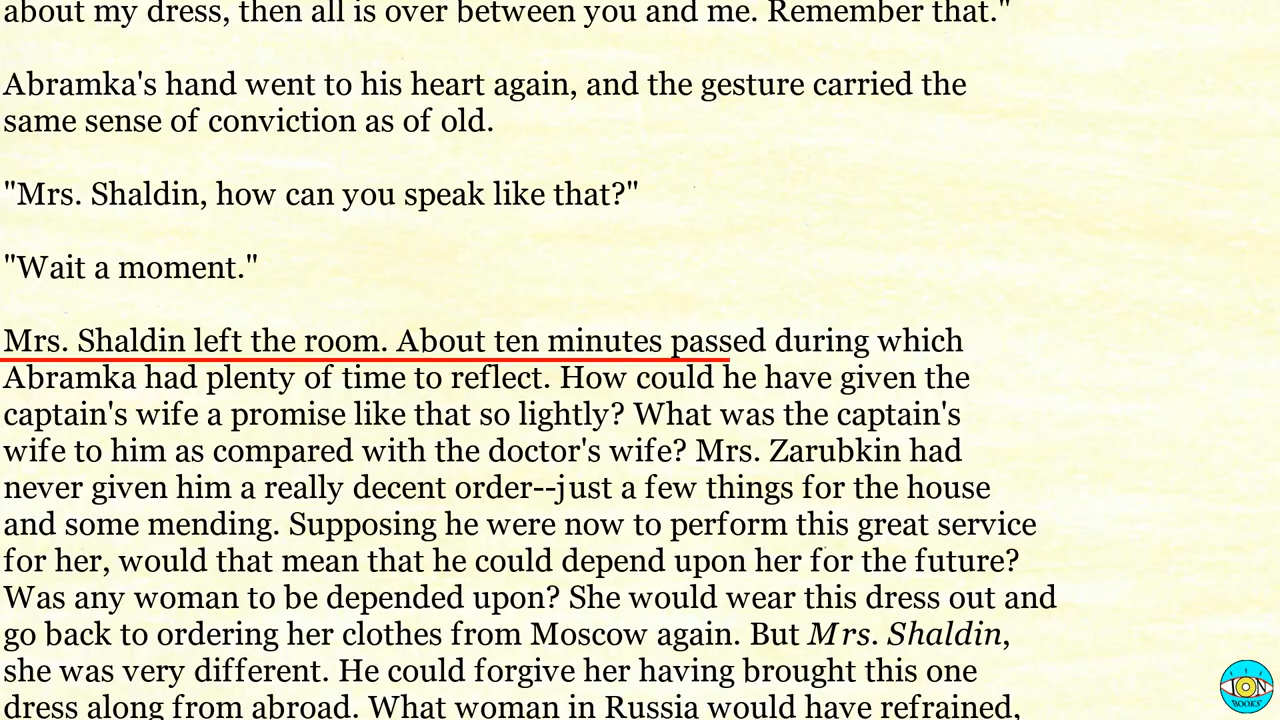 about my dress, then all is over between you and me. Remember that."
Abramka's hand went to his heart again, and the gesture carried the
same sense of conviction as of old.
"Mrs. Shaldin, how can you speak like that?"
"Wait a moment."
Mrs. Shaldin left the room. About ten minutes passed during which
Abramka had plenty of time to reflect. How could he have given the
captain's wife a promise like that so lightly? What was the captain's
wife to him as compared with the doctor's wife? Mrs. Zarubkin had
never given him a really decent order--just a few things for the house
and some mending. Supposing he were now to perform this great service
for her, would that mean that he could depend upon her for the future?
Was any woman to be depended upon? She would wear this dress out and
go back to ordering her clothes from Moscow again. But Mrs. Shaldin,
she was very different. He could forgive her having brought this one
dress along from abroad. What woman in Russia would have refrained,
ION
BOOKS